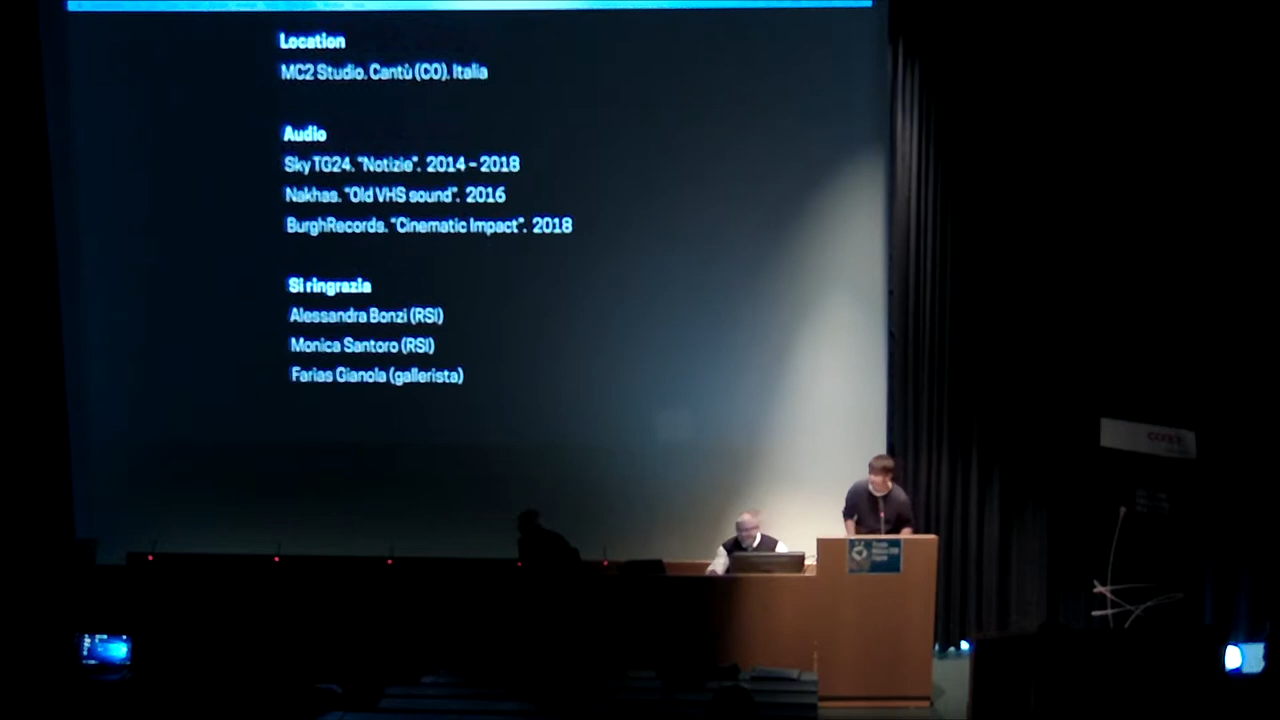 Location
MC2 Studio. Cantù (CO). Italia
Audio
Sky TG24. "Notizie". 2014 – 2018
Nakhas. "Old VHS sound". 2016
BurghRecords. "Cinematic Impact". 2018
Si ringrazia
Alessandra Bonzi (RSI)
Monica Santoro (RSI)
Farias Gianola (gallerista)